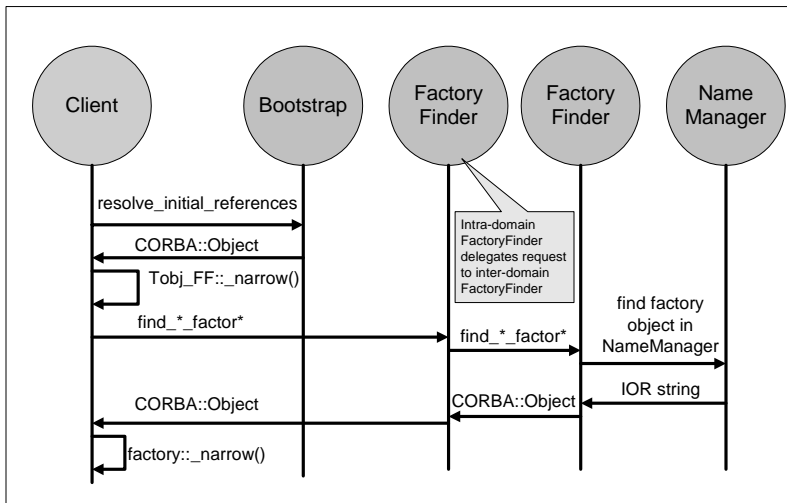 Client
Bootstrap
Factory
Finder
Factory
Finder
Name
Manager
resolve_initial_references
CORBA::Object
Tobj_FF::_narrow()
Intra-domain
FactoryFinder
delegates request
to inter-domain
FactoryFinder
find_*_factor*
find_*_factor*
find factory
object in
NameManager
IOR string
CORBA::Object
CORBA::Object
factory::_narrow()